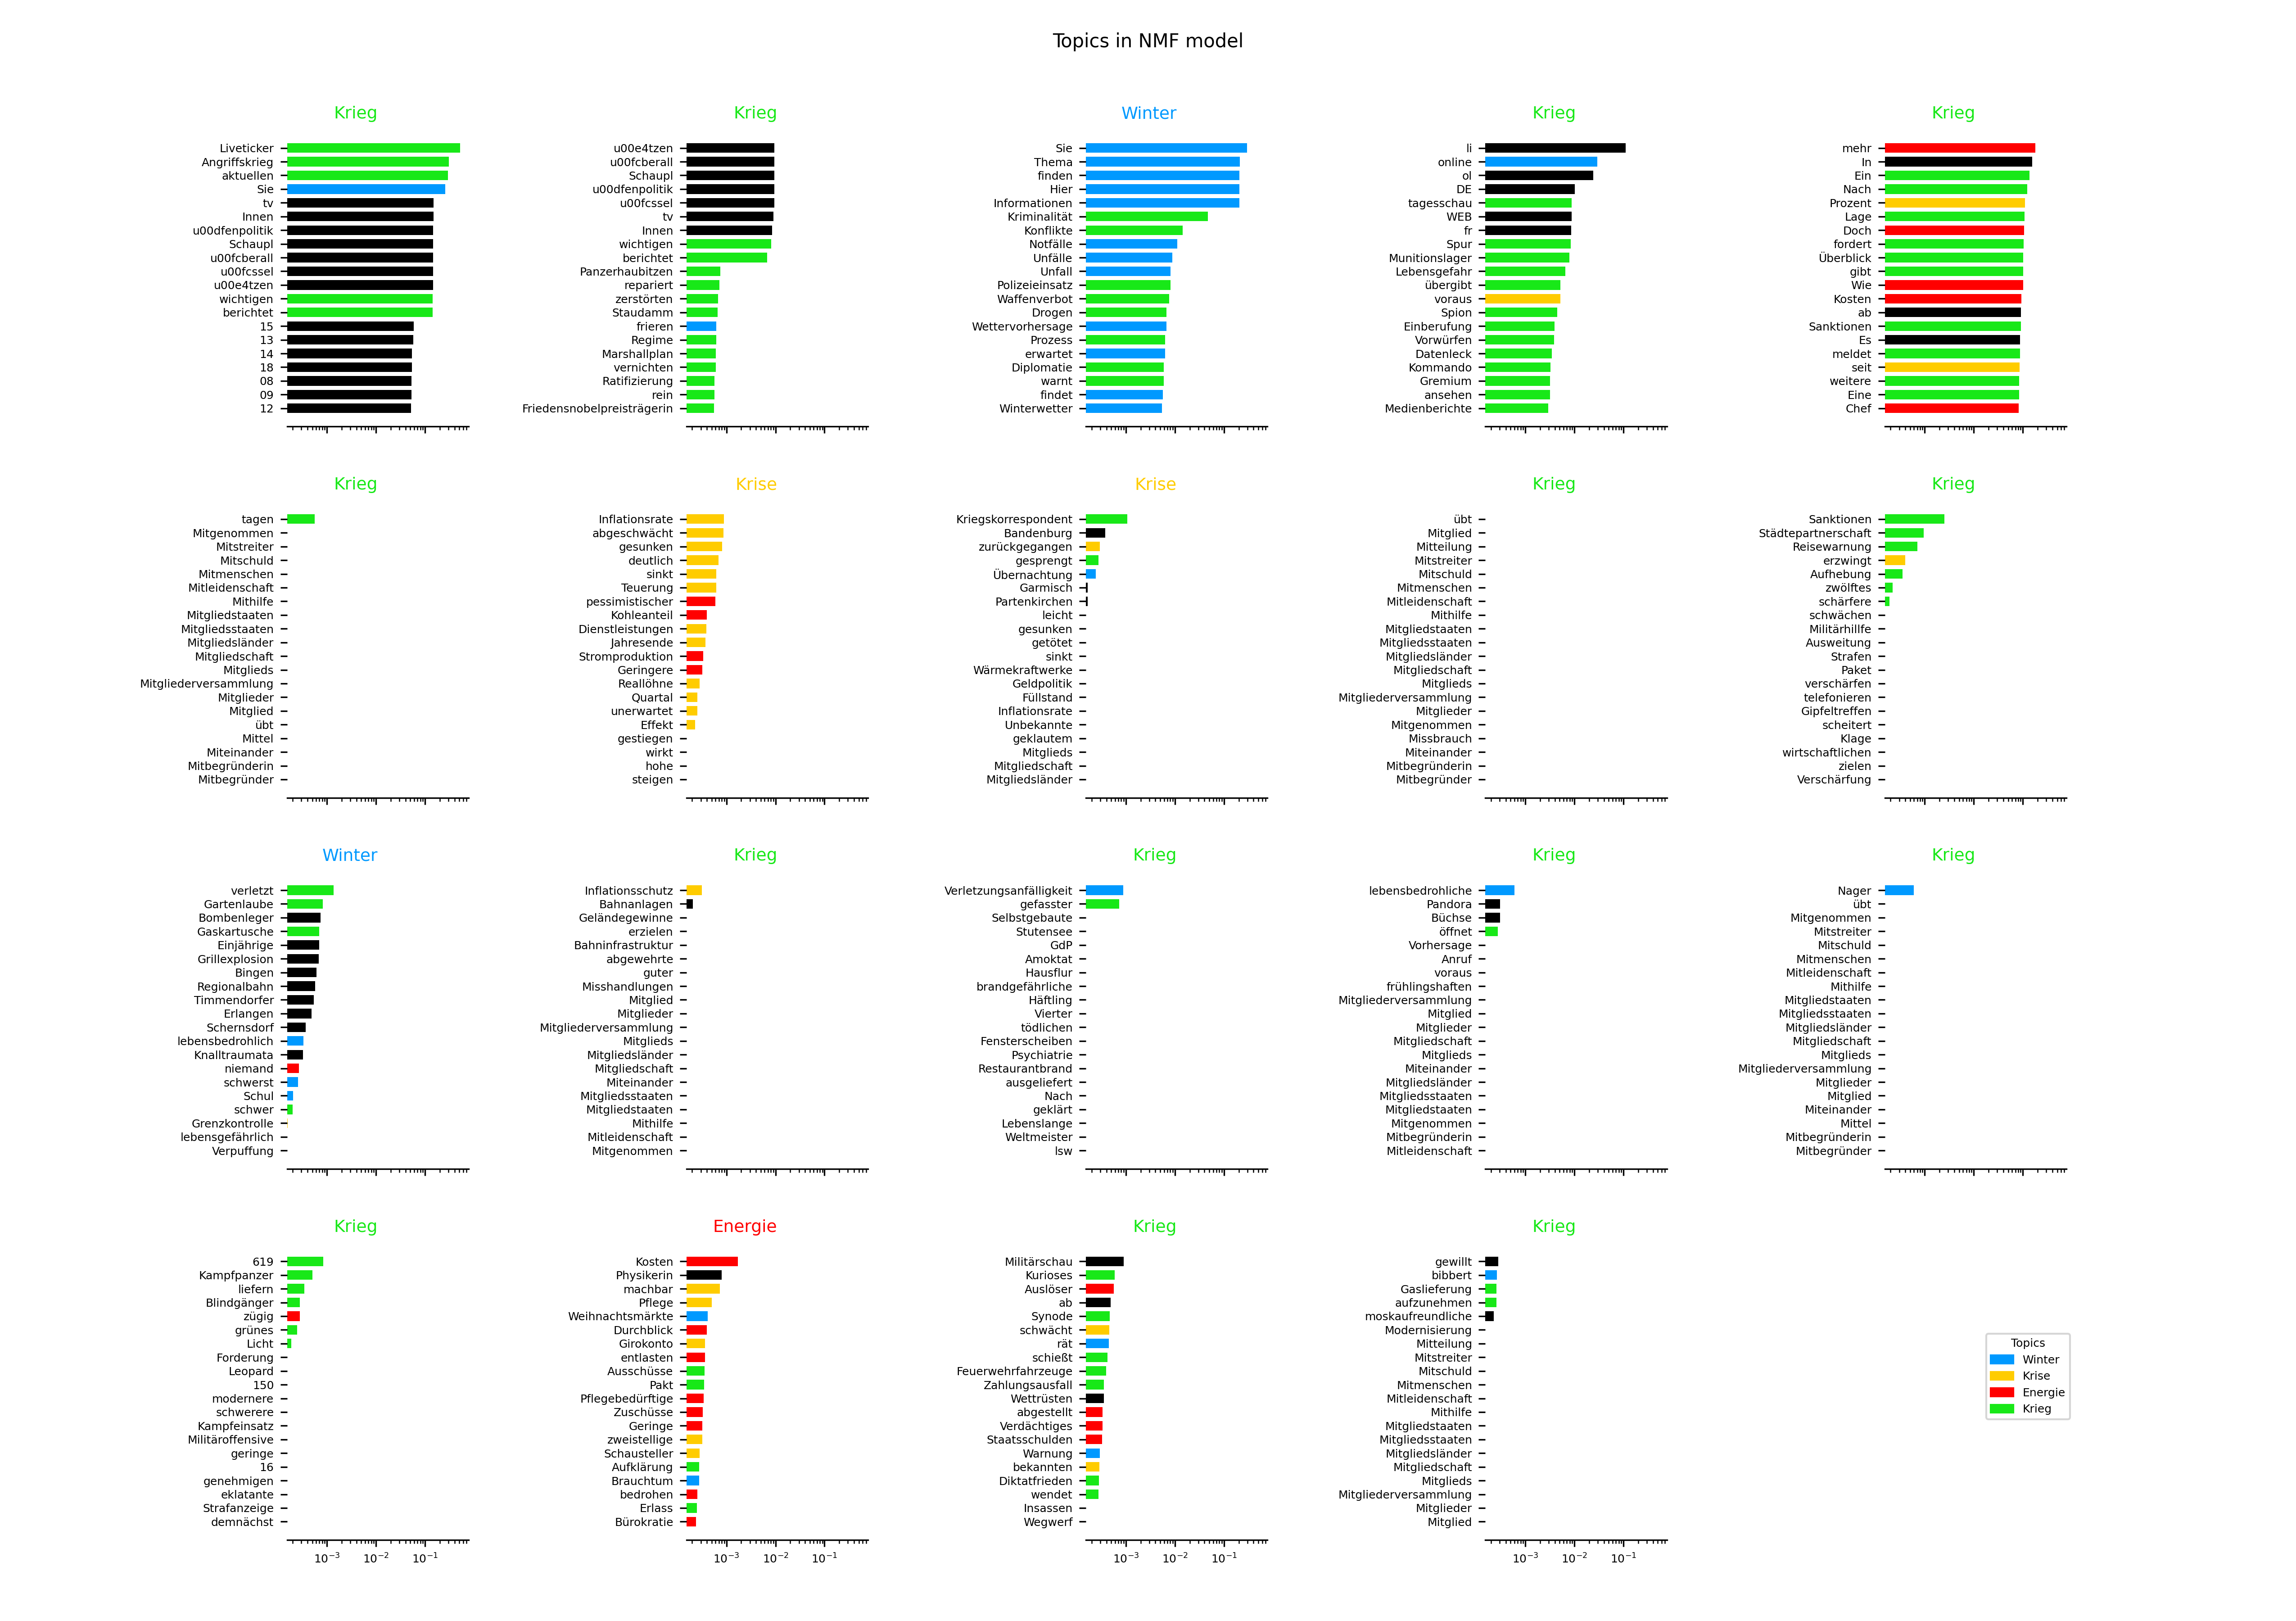 Topics in NMF model
Krieg
Liveticker
Angriffskrieg
aktuellen
Sie
tv
Innen
u00dfenpolitik
Schaupl
u00fcberall
u00fcssel
u00e4tzen
wichtigen
berichtet
15
13
14
18
08
09
12
Krieg
u00e4tzen
u00fcberall
Schaupl
u00dfenpolitik
u00fcssel
tv
Innen
wichtigen
berichtet
Panzerhaubitzen
repariert
zerstörten
Staudamm
frieren
Regime
Marshallplan
vernichten
Ratifizierung
rein
Friedensnobelpreisträgerin
Winter
Sie
Thema
finden
Hier
Informationen
Kriminalität
Konflikte
Notfälle
Unfälle
Unfall
Polizeieinsatz
Waffenverbot
Drogen
Wettervorhersage
Prozess
erwartet
Diplomatie
warnt
findet
Winterwetter
Krieg
li
online
ol
DE
tagesschau
WEB
fr
Spur
Munitionslager
Lebensgefahr
übergibt
voraus
Spion
Einberufung
Vorwürfen
Datenleck
Kommando
Gremium
ansehen
Medienberichte
Krieg
mehr
In
Ein
Nach
Prozent
Lage
Doch
fordert
Überblick
gibt
Wie
Kosten
ab
Sanktionen
Es
meldet
seit
weitere
Eine
Chef
Krieg
tagen
Mitgenommen
Mitstreiter
Mitschuld
Mitmenschen
Mitleidenschaft
Mithilfe
Mitgliedstaaten
Mitgliedsstaaten
Mitgliedsländer
Mitgliedschaft
Mitglieds
Mitgliederversammlung
Mitglieder
Mitglied
übt
Mittel
Miteinander
Mitbegründerin
Mitbegründer
Krise
Inflationsrate
abgeschwächt
gesunken
deutlich
sinkt
Teuerung
pessimistischer
Kohleanteil
Dienstleistungen
Jahresende
Stromproduktion
Geringere
Reallöhne
Quartal
unerwartet
Effekt
gestiegen
wirkt
hohe
steigen
Krise
Kriegskorrespondent
Bandenburg
zurückgegangen
gesprengt
Übernachtung
Garmisch
Partenkirchen
leicht
gesunken
getötet
sinkt
Wärmekraftwerke
Geldpolitik
Füllstand
Inflationsrate
Unbekannte
geklautem
Mitglieds
Mitgliedschaft
Mitgliedsländer
Krieg
übt
Mitglied
Mitteilung
Mitstreiter
Mitschuld
Mitmenschen
Mitleidenschaft
Mithilfe
Mitgliedstaaten
Mitgliedsstaaten
Mitgliedsländer
Mitgliedschaft
Mitglieds
Mitgliederversammlung
Mitglieder
Mitgenommen
Missbrauch
Miteinander
Mitbegründerin
Mitbegründer
Krieg
Sanktionen
Städtepartnerschaft
Reisewarnung
erzwingt
Aufhebung
zwölftes
schärfere
schwächen
Militärhillfe
Ausweitung
Strafen
Paket
verschärfen
telefonieren
Gipfeltreffen
scheitert
Klage
wirtschaftlichen
zielen
Verschärfung
Winter
verletzt
Gartenlaube
Bombenleger
Gaskartusche
Einjährige
Grillexplosion
Bingen
Regionalbahn
Timmendorfer
Erlangen
Schernsdorf
lebensbedrohlich
Knalltraumata
niemand
schwerst
Schul
schwer
Grenzkontrolle
lebensgefährlich
Verpuffung
Krieg
Inflationsschutz
Bahnanlagen
Geländegewinne
erzielen
Bahninfrastruktur
abgewehrte
guter
Misshandlungen
Mitglied
Mitglieder
Mitgliederversammlung
Mitglieds
Mitgliedsländer
Mitgliedschaft
Miteinander
Mitgliedsstaaten
Mitgliedstaaten
Mithilfe
Mitleidenschaft
Mitgenommen
Krieg
Verletzungsanfälligkeit
gefasster
Selbstgebaute
Stutensee
GdP
Amoktat
Hausflur
brandgefährliche
Häftling
Vierter
tödlichen
Fensterscheiben
Psychiatrie
Restaurantbrand
ausgeliefert
Nach
geklärt
Lebenslange
Weltmeister
lsw
Krieg
lebensbedrohliche
Pandora
Büchse
öffnet
Vorhersage
Anruf
voraus
frühlingshaften
Mitgliederversammlung
Mitglied
Mitglieder
Mitgliedschaft
Mitglieds
Miteinander
Mitgliedsländer
Mitgliedsstaaten
Mitgliedstaaten
Mitgenommen
Mitbegründerin
Mitleidenschaft
Krieg
Nager
übt
Mitgenommen
Mitstreiter
Mitschuld
Mitmenschen
Mitleidenschaft
Mithilfe
Mitgliedstaaten
Mitgliedsstaaten
Mitgliedsländer
Mitgliedschaft
Mitglieds
Mitgliederversammlung
Mitglieder
Mitglied
Miteinander
Mittel
Mitbegründerin
Mitbegründer
Krieg
619
Kampfpanzer
liefern
Blindgänger
zügig
grünes
Licht
Forderung
Leopard
150
modernere
schwerere
Kampfeinsatz
Militäroffensive
geringe
16
genehmigen
eklatante
Strafanzeige
demnächst
10⁻³ 10⁻² 10⁻¹
Energie
Kosten
Physikerin
machbar
Pflege
Weihnachtsmärkte
Durchblick
Girokonto
entlasten
Ausschüsse
Pakt
Pflegebedürftige
Zuschüsse
Geringe
zweistellige
Schausteller
Aufklärung
Brauchtum
bedrohen
Erlass
Bürokratie
10⁻³ 10⁻² 10⁻¹
Krieg
Militärschau
Kurioses
Auslöser
ab
Synode
schwächt
rät
schießt
Feuerwehrfahrzeuge
Zahlungsausfall
Wettrüsten
abgestellt
Verdächtiges
Staatsschulden
Warnung
bekannten
Diktatfrieden
wendet
Insassen
Wegwerf
10⁻³ 10⁻² 10⁻¹
Krieg
gewillt
bibbert
Gaslieferung
aufzunehmen
moskaufreundliche
Modernisierung
Mitteilung
Mitstreiter
Mitschuld
Mitmenschen
Mitleidenschaft
Mithilfe
Mitgliedstaaten
Mitgliedsstaaten
Mitgliedsländer
Mitgliedschaft
Mitglieds
Mitgliederversammlung
Mitglieder
Mitglied
10⁻³ 10⁻² 10⁻¹
Topics
Winter
Krise
Energie
Krieg